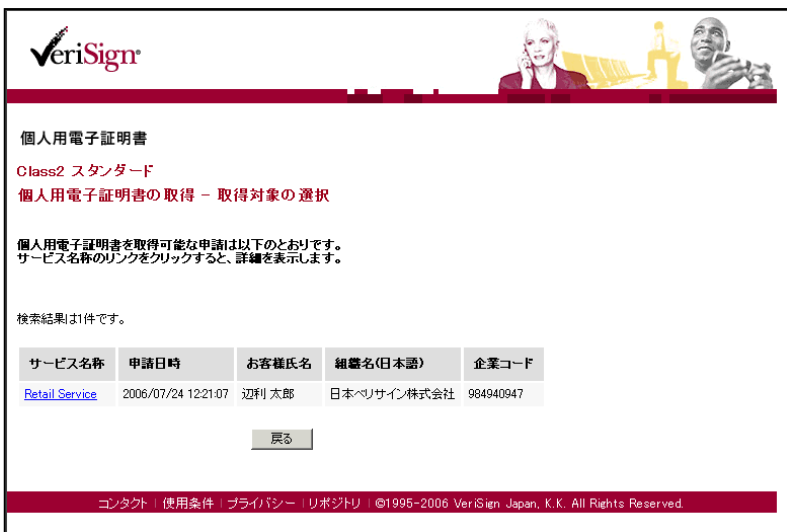 VeriSign
個人用電子証明書
Class2 スタンダード
個人用電子証明書の取得 − 取得対象の選択
個人用電子証明書を取得可能な申請は以下のとおりです。
サービス名称のリンクをクリックすると、詳細を表示します。
検索結果は1件です。
サービス名称 申請日時 お客様氏名 組織名(日本語) 企業コード
Retail Service 2006/07/24 12:21:07 辺利 太郎 日本ベリサイン株式会社 984940947
戻る
コンタクト | 使用条件 | プライバシー | リポジトリ | ©1995-2006 VeriSign Japan, K.K. All Rights Reserved.